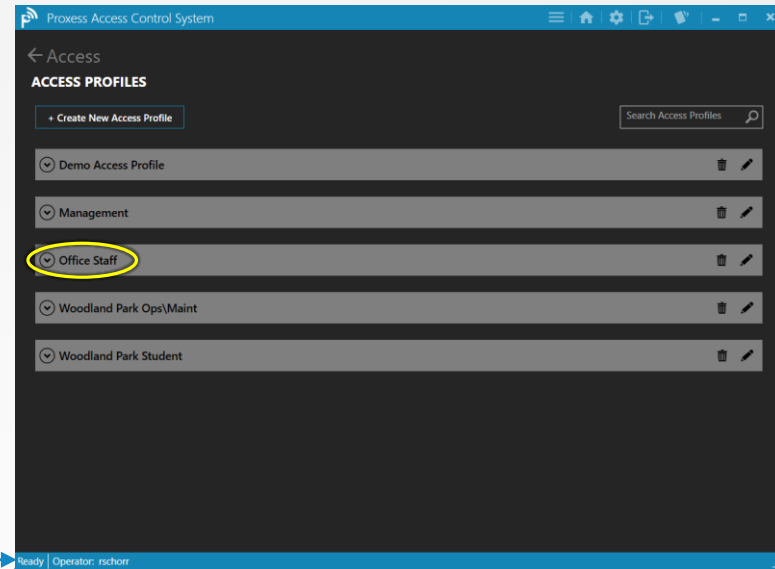 Proxess Access Control System
Access
ACCESS PROFILES
+ Create New Access Profile
Search Access Profiles
Demo Access Profile
Management
Office Staff
Woodland Park Ops\Maint
Woodland Park Student
Ready Operator: rschorr